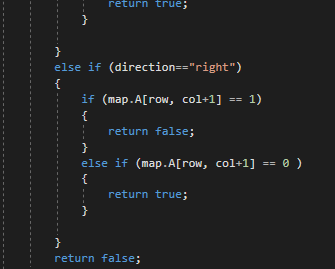 return true;
}
}
else if (direction=="right")
{
if (map.A[row, col+1] == 1)
{
return false;
}
else if (map.A[row, col+1] == 0 )
{
return true;
}
}
return false;